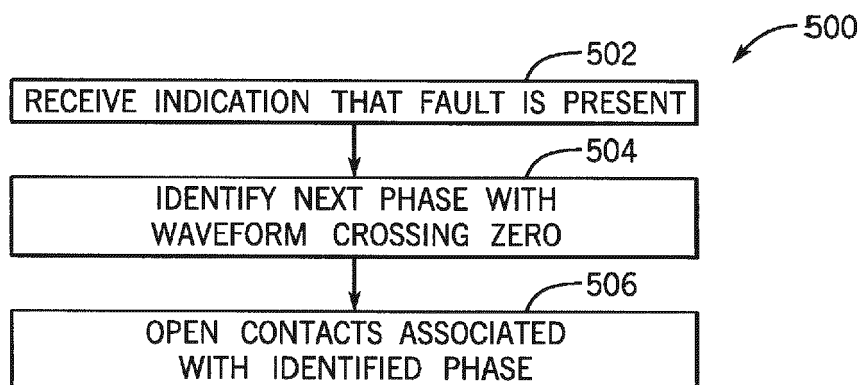 500
502
RECEIVE INDICATION THAT FAULT IS PRESENT
504
IDENTIFY NEXT PHASE WITH
WAVEFORM CROSSING ZERO
506
OPEN CONTACTS ASSOCIATED
WITH IDENTIFIED PHASE